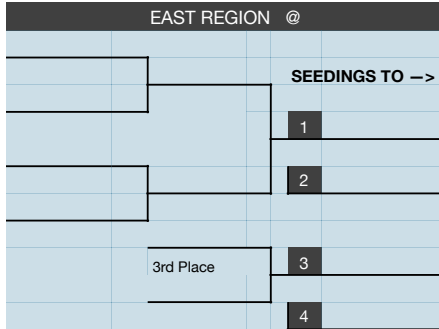 EAST REGION @
SEEDINGS TO —>
1
2
3rd Place
3
4